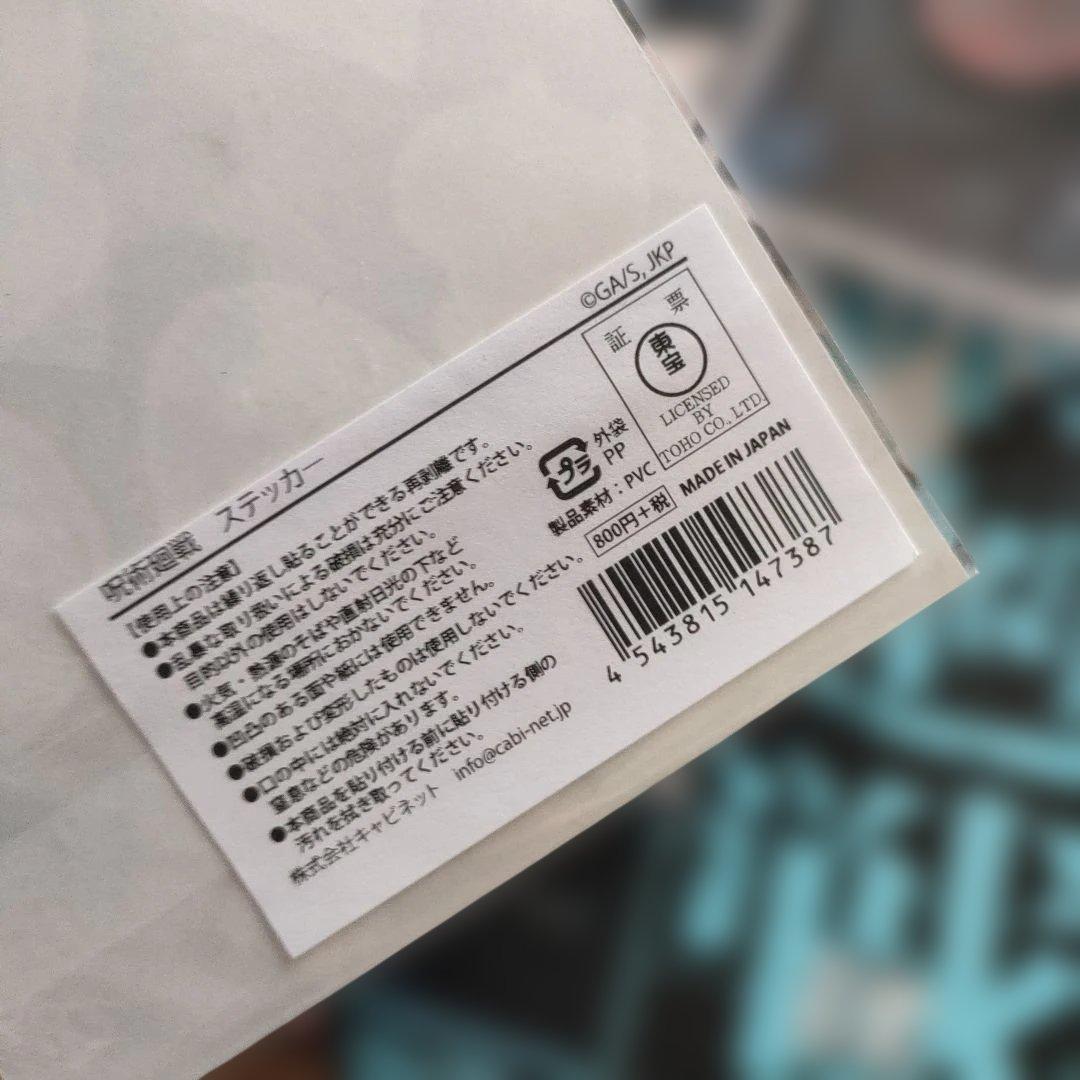 ©GA/S, JKP
呪術廻戦 ステッカー
【使用上の注意】
●本商品は繰り返し貼ることができる再剥離です。
●乱暴な取り扱いによる破損は充分にご注意ください。
目的以外の使用はしないでください。
●火気・熱源のそばや直射日光の下など
高温になる場所におかないでください。
●凹凸のある面や紙には使用できません。
●破損および変形したものは使用しないでください。
●口の中には絶対に入れないでください。
窒息などの危険があります。
●本商品を貼り付ける前に貼り付ける側の
汚れを拭き取ってください。
株式会社キャビネット info@cabi-net.jp
証 票
東宝
LICENSED
BY
TOHO CO., LTD.
プラ
外袋
PP
製品素材：PVC
800円+税
MADE IN JAPAN
4 543815 147387